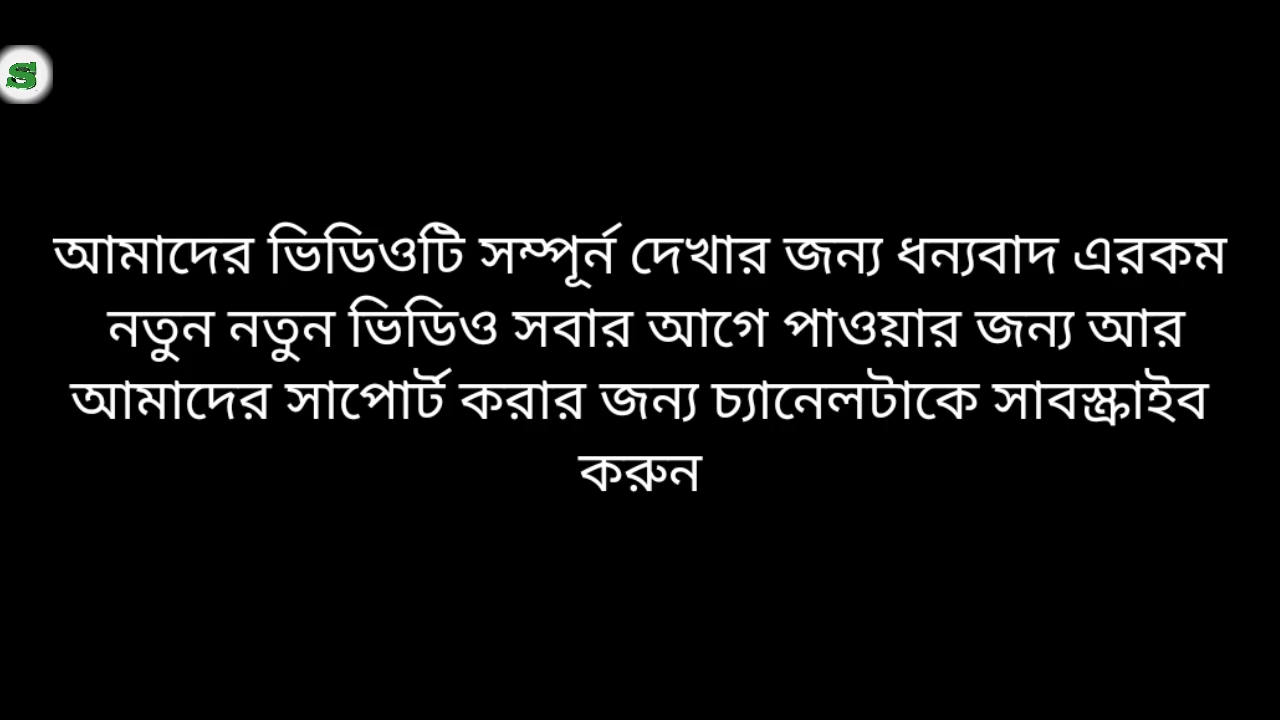 S
আমাদের ভিডিওটি সম্পূর্ন দেখার জন্য ধন্যবাদ এরকম
নতুন নতুন ভিডিও সবার আগে পাওয়ার জন্য আর
আমাদের সাপোর্ট করার জন্য চ্যানেলটাকে সাবস্ক্রাইব
করুন